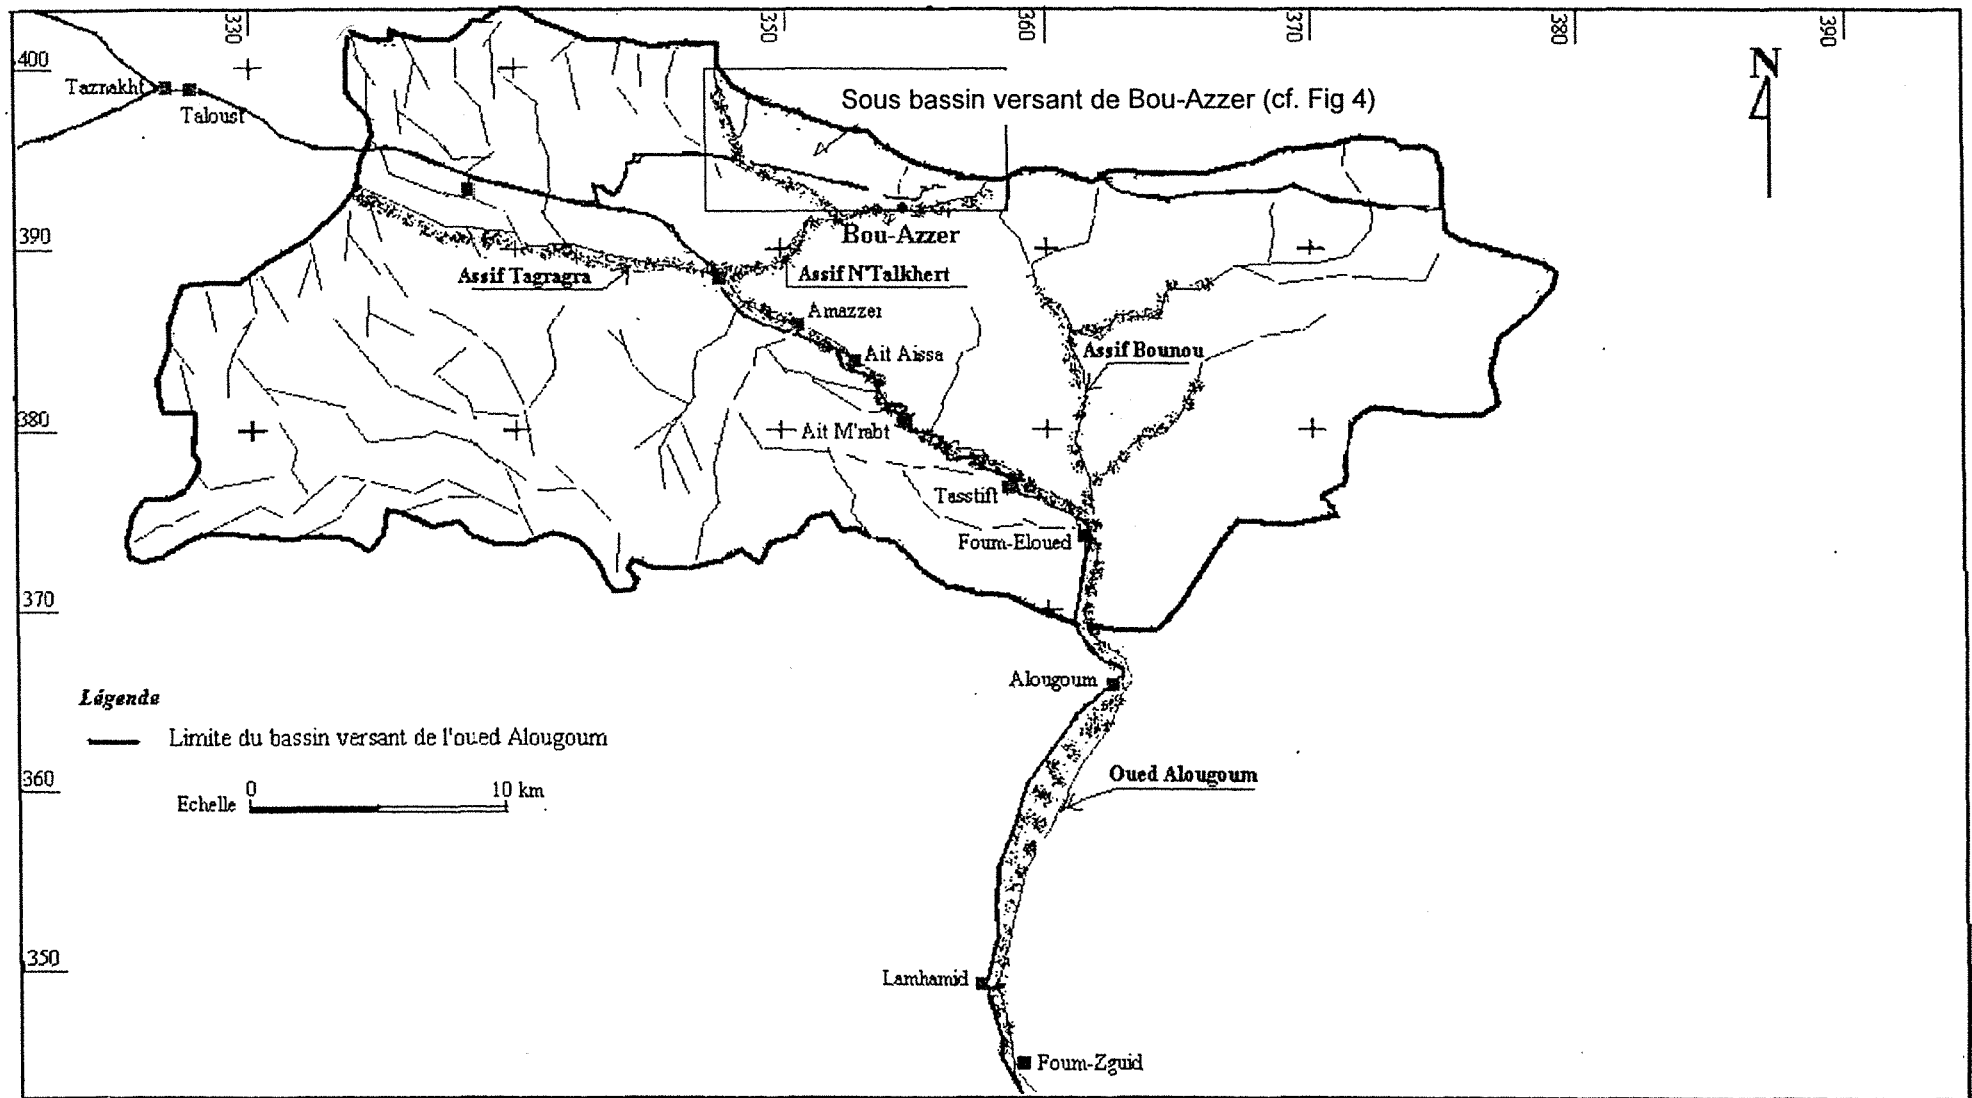 330
350
360
370
380
390
400
N
Taznakht
Taloust
Sous bassin versant de Bou-Azzer (cf. Fig 4)
390
Bou-Azzer
Assif Tagragra
Assif N'Talkhert
Amazzer
Ait Aissa
Assif Bounou
380
Ait M'rabt
Tasstift
Foum-Eloued
370
Alougoum
Légende
Limite du bassin versant de l'oued Alougoum
Oued Alougoum
360
Echelle 0 10 km
350
Lamhamid
Foum-Zguid